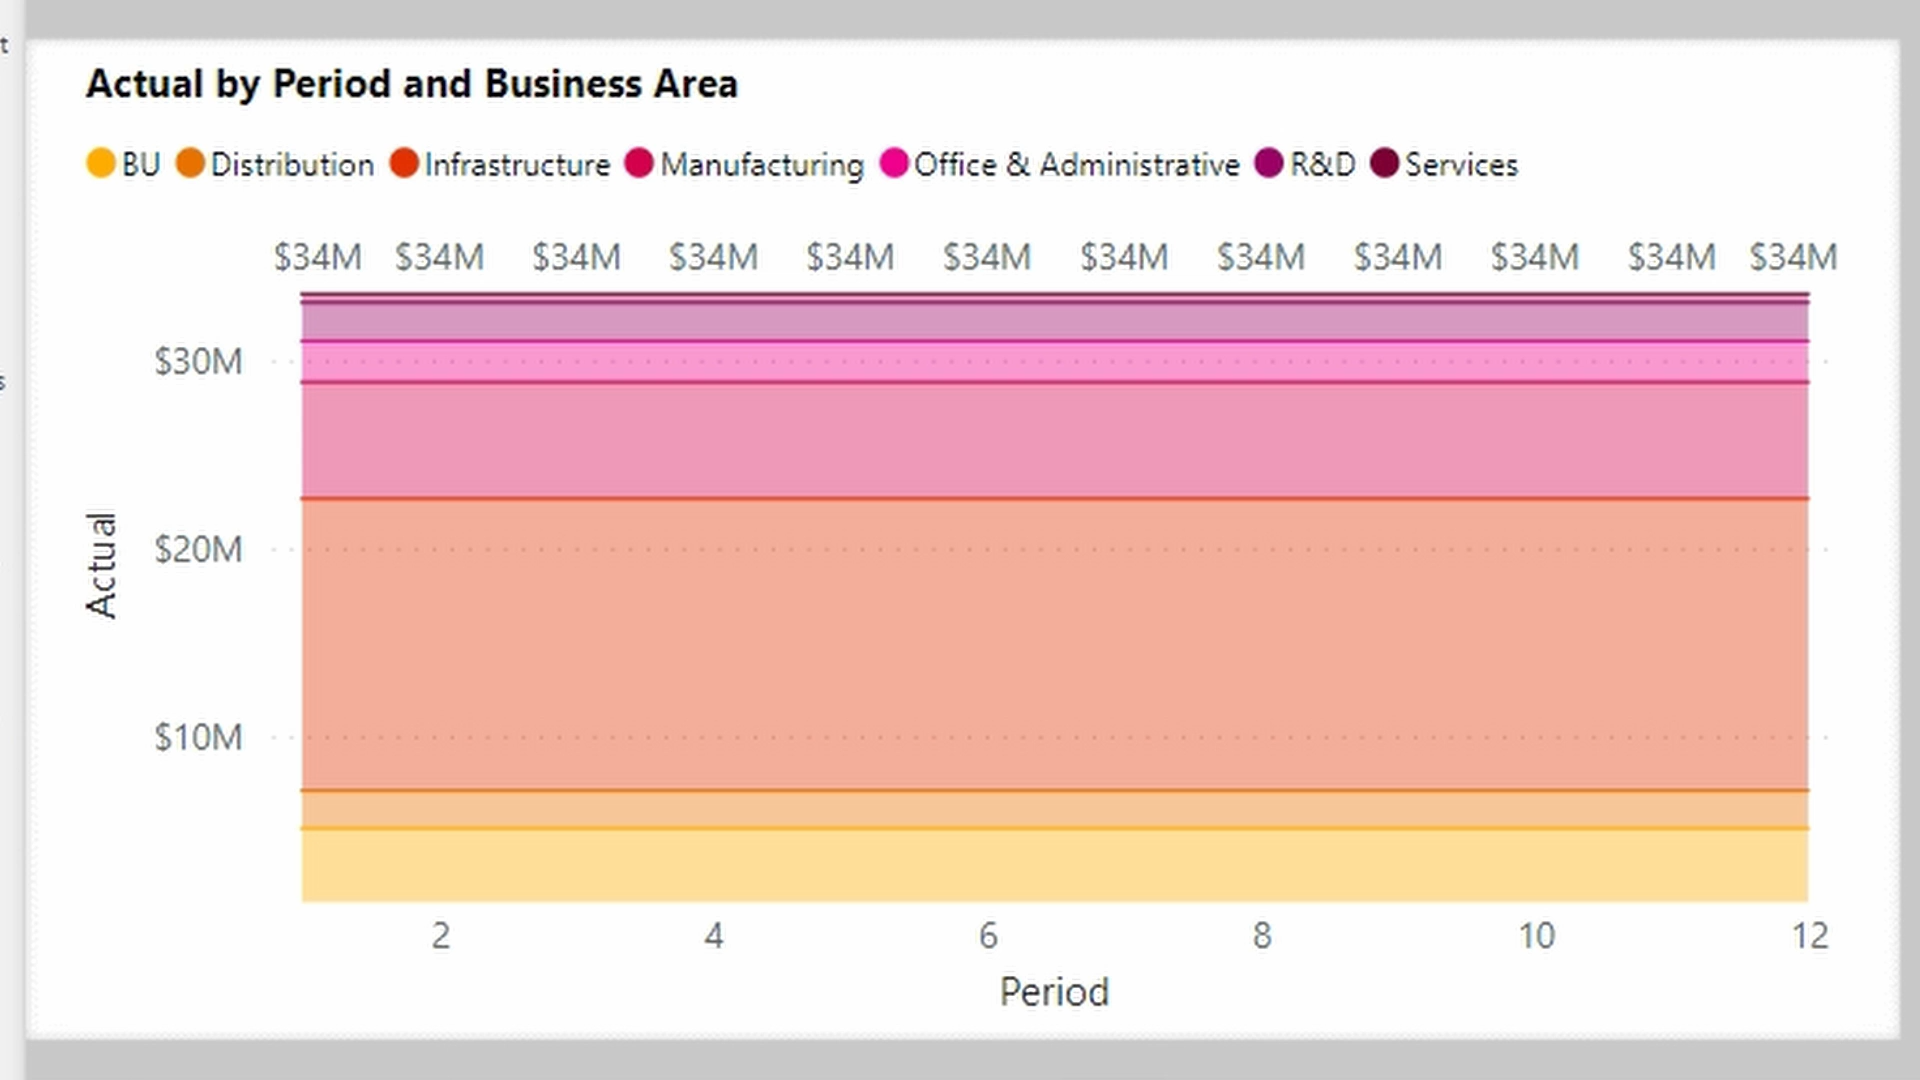 t
Actual by Period and Business Area
BU Distribution Infrastructure Manufacturing Office & Administrative R&D Services
$34M $34M $34M $34M $34M $34M $34M $34M $34M $34M $34M $34M
$30M
s
$20M
Actual
$10M
2 4 6 8 10 12
Period